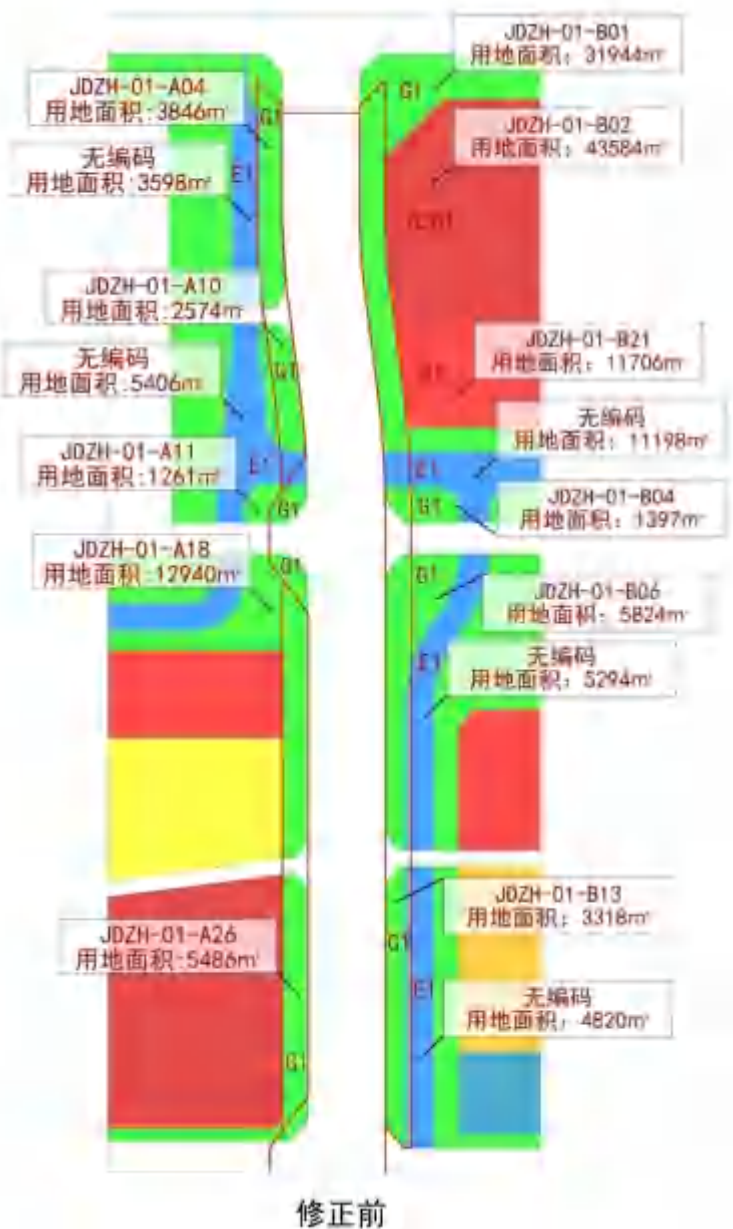 JDZH-01-B01
用地面积：31944㎡
JDZH-01-A04
用地面积:3846㎡
G1
G1
JDZH-01-B02
用地面积：43584㎡
无编码
用地面积:3598㎡
E1
JDZH-01-A10
用地面积:2574㎡
JDZH-01-B21
用地面积：11706㎡
无编码
用地面积:5406㎡
G1
无编码
用地面积：11198㎡
JDZH-01-A11
用地面积:1261㎡
E1
E1
G1
G1
JDZH-01-B04
用地面积：1397㎡
JDZH-01-A18
用地面积:12940㎡
G1
G1
JDZH-01-B06
用地面积：5824㎡
E1
无编码
用地面积：5294㎡
JDZH-01-B13
用地面积：3318㎡
JDZH-01-A26
用地面积:5486㎡
G1
E1
无编码
用地面积：4820㎡
G1
修正前